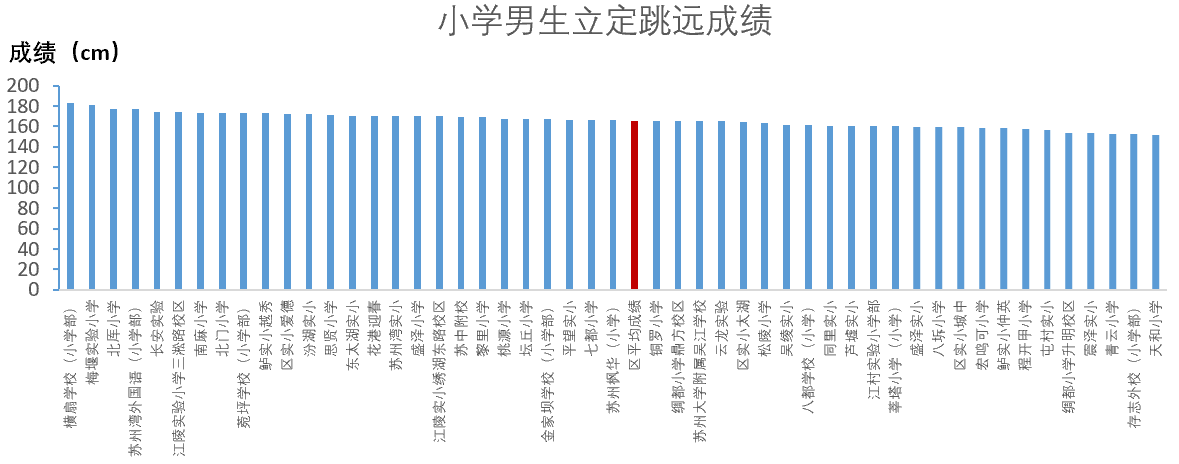 小学男生立定跳远成绩
成绩（cm）
200
180
160
140
120
100
80
60
40
20
0
横扇学校（小学部）
梅堰实验小学
北厍小学
苏州湾外国语（小学部）
长安实验
江陵实验小学三淞路校区
南麻小学
北门小学
菀坪学校（小学部）
鲈实小越秀
区实小爱德
汾湖实小
思贤小学
东太湖实小
花港迎春
苏州湾实小
盛泽小学
江陵实小绣湖东路校区
苏中附校
黎里小学
桃源小学
坛丘小学
金家坝学校（小学部）
平望实小
七都小学
苏州枫华（小学）
区平均成绩
铜罗小学
绸都小学鼎方校区
苏州大学附属吴江学校
云龙实验
区实小太湖
松陵小学
吴绫实小
八都学校（小学）
同里实小
芦墟实小
江村实验小学部
莘塔小学（小学）
盛泽实小
八坼小学
区实小城中
宏鸣可小学
鲈实小仲英
程开甲小学
屯村实小
绸都小学升明校区
震泽实小
青云小学
存志外校（小学部）
天和小学